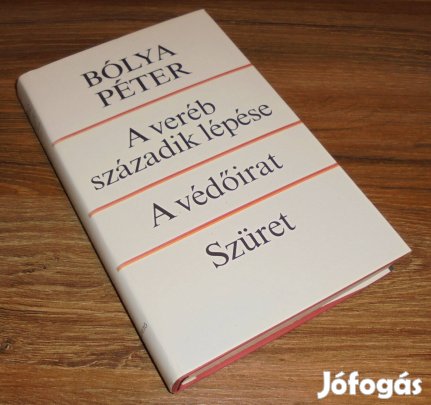 BÓLYA
PÉTER
A veréb
századik lépése
A védőirat
Szüret
Jófogás